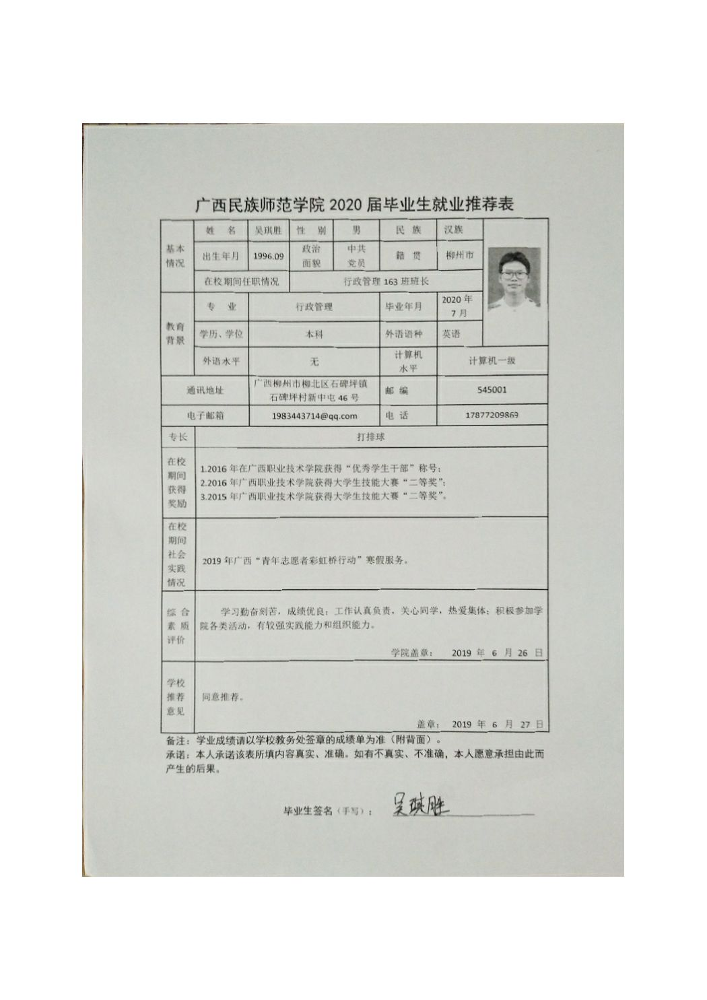 广西民族师范学院 2020 届毕业生就业推荐表
基本情况
姓 名 吴琪胜 性 别 男 民 族 汉族
出生年月 1996.09 政治面貌 中共党员 籍 贯 柳州市
在校期间任职情况 行政管理 163 班班长
教育背景
专 业 行政管理 毕业年月 2020 年 7 月
学历、学位 本科 外语语种 英语
外语水平 无 计算机水平 计算机一级
通讯地址 广西柳州市柳北区石碑坪镇石碑坪村新中屯 46 号 邮 编 545001
电子邮箱 1983443714@qq.com 电 话 17877209869
专长 打排球
在校期间获得奖励
1.2016 年在广西职业技术学院获得“优秀学生干部”称号；
2.2016 年广西职业技术学院获得大学生技能大赛“二等奖”；
3.2015 年广西职业技术学院获得大学生技能大赛“二等奖”。
在校期间社会实践情况
2019 年广西“青年志愿者彩虹桥行动”寒假服务。
综合素质评价
学习勤奋刻苦，成绩优良；工作认真负责，关心同学，热爱集体；积极参加学
院各类活动，有较强实践能力和组织能力。
学院盖章： 2019 年 6 月 26 日
学校推荐意见
同意推荐。
盖章： 2019 年 6 月 27 日
备注：学业成绩请以学校教务处签章的成绩单为准（附背面）。
承诺：本人承诺该表所填内容真实、准确。如有不真实、不准确，本人愿意承担由此而
产生的后果。
毕业生签名（手写）： 吴琪胜